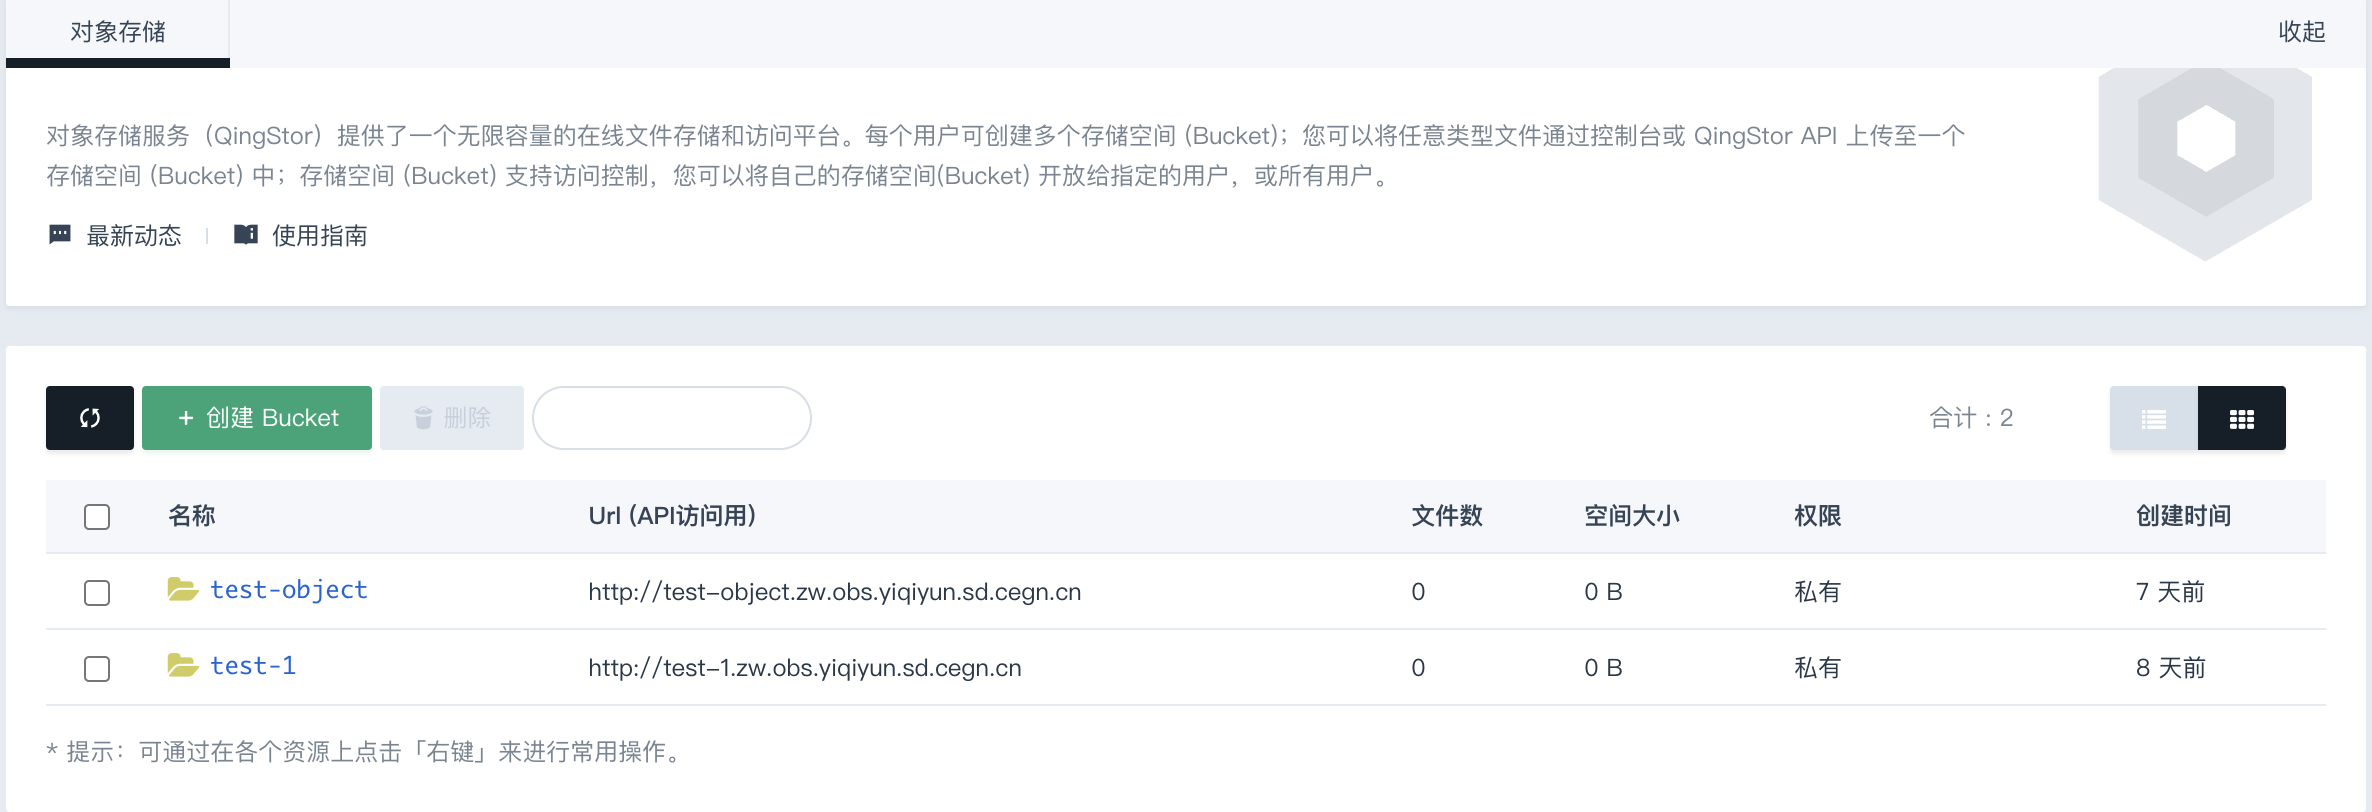 对象存储
收起
对象存储服务（QingStor）提供了一个无限容量的在线文件存储和访问平台。每个用户可创建多个存储空间 (Bucket)；您可以将任意类型文件通过控制台或 QingStor API 上传至一个
存储空间 (Bucket) 中；存储空间 (Bucket) 支持访问控制，您可以将自己的存储空间(Bucket) 开放给指定的用户，或所有用户。
最新动态 使用指南
+ 创建 Bucket 删除 合计 : 2
名称 Url (API访问用) 文件数 空间大小 权限 创建时间
test-object http://test-object.zw.obs.yiqiyun.sd.cegn.cn 0 0 B 私有 7 天前
test-1 http://test-1.zw.obs.yiqiyun.sd.cegn.cn 0 0 B 私有 8 天前
* 提示：可通过在各个资源上点击「右键」来进行常用操作。